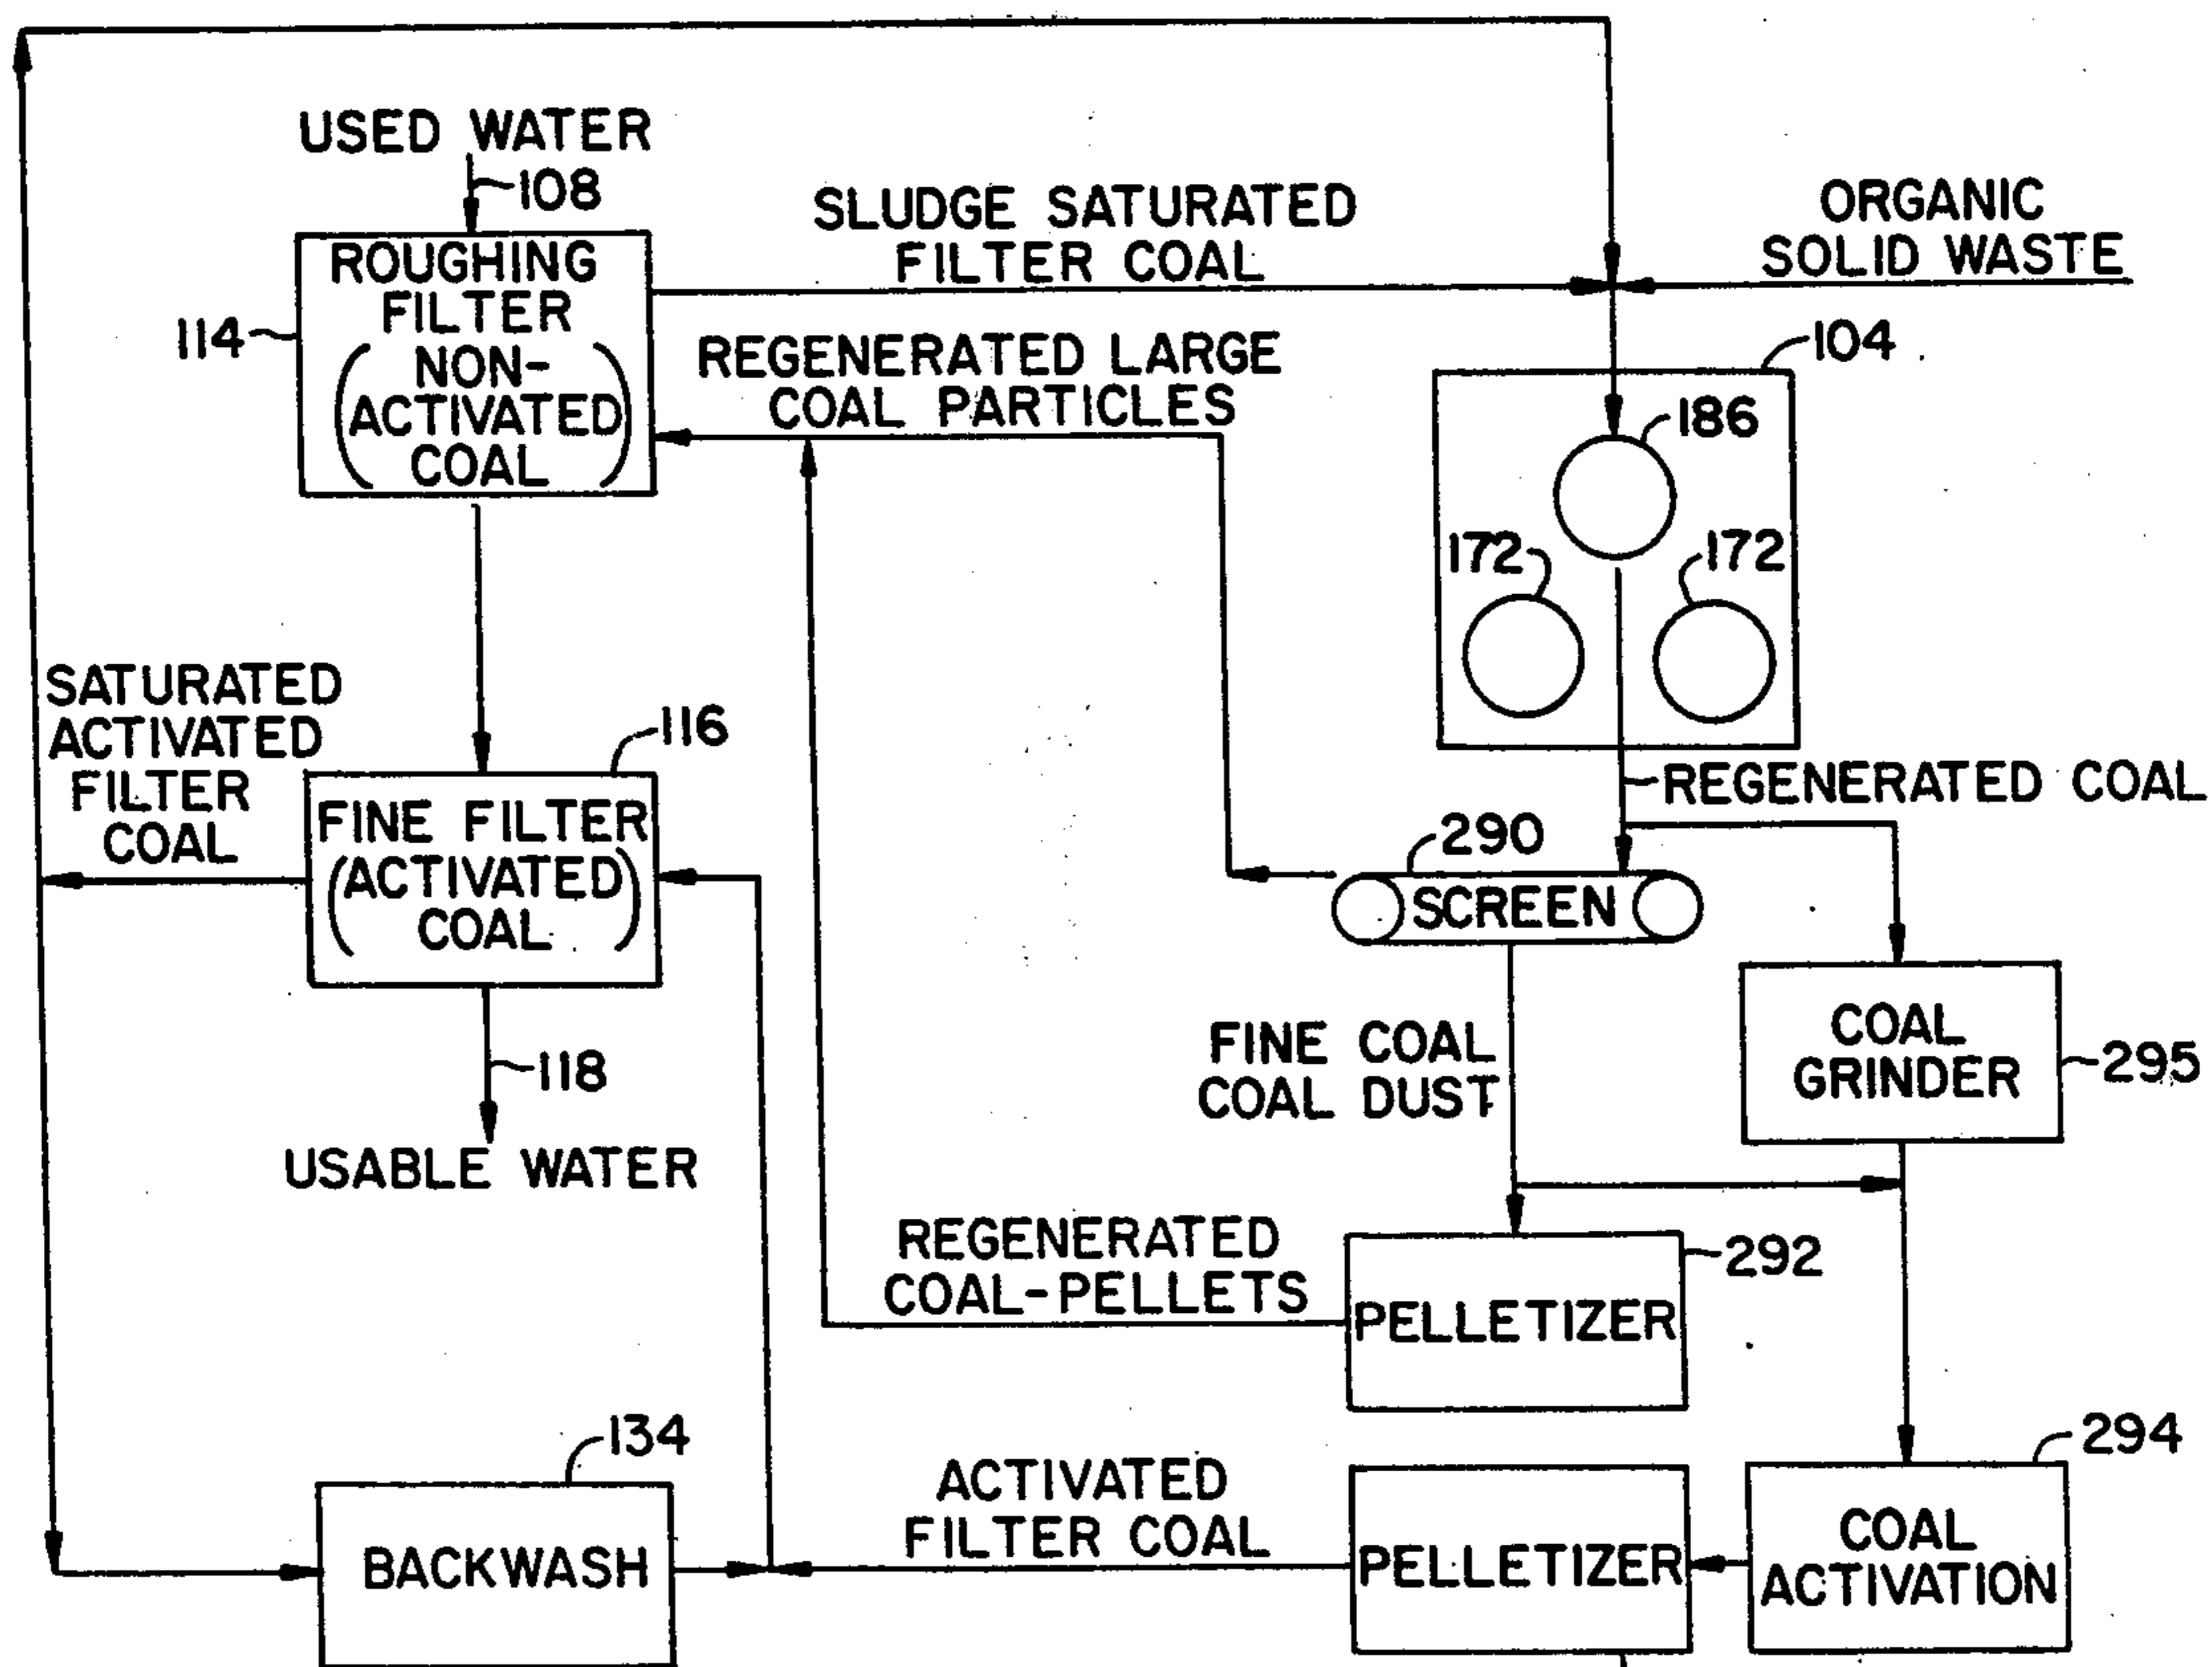 USED WATER
108
ROUGHING
FILTER
(NON-
ACTIVATED
COAL)
114
SLUDGE SATURATED
FILTER COAL
ORGANIC
SOLID WASTE
REGENERATED LARGE
COAL PARTICLES
104
186
172
172
REGENERATED COAL
SATURATED
ACTIVATED
FILTER
COAL
116
FINE FILTER
(ACTIVATED
COAL)
118
USABLE WATER
290
SCREEN
FINE COAL
COAL DUST
COAL
GRINDER
295
REGENERATED
COAL-PELLETS
292
PELLETIZER
134
BACKWASH
ACTIVATED
FILTER COAL
PELLETIZER
294
COAL
ACTIVATION